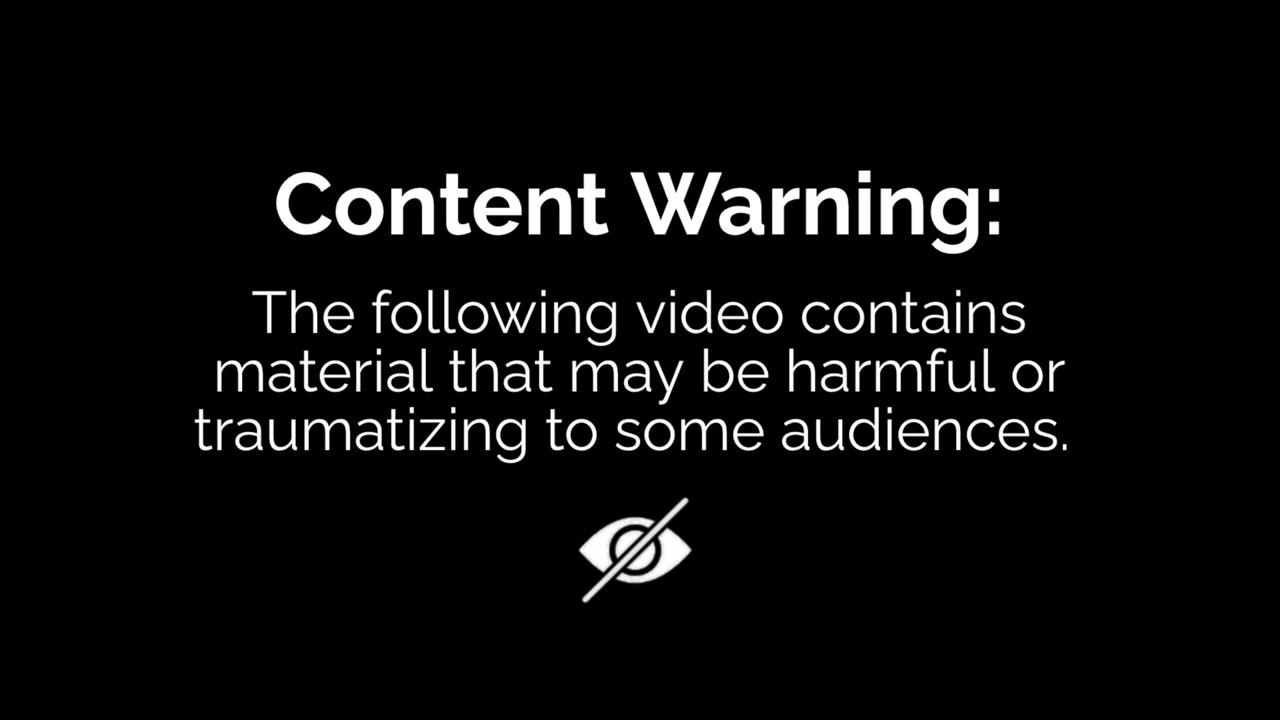 Content Warning:
The following video contains
material that may be harmful or
traumatizing to some audiences.